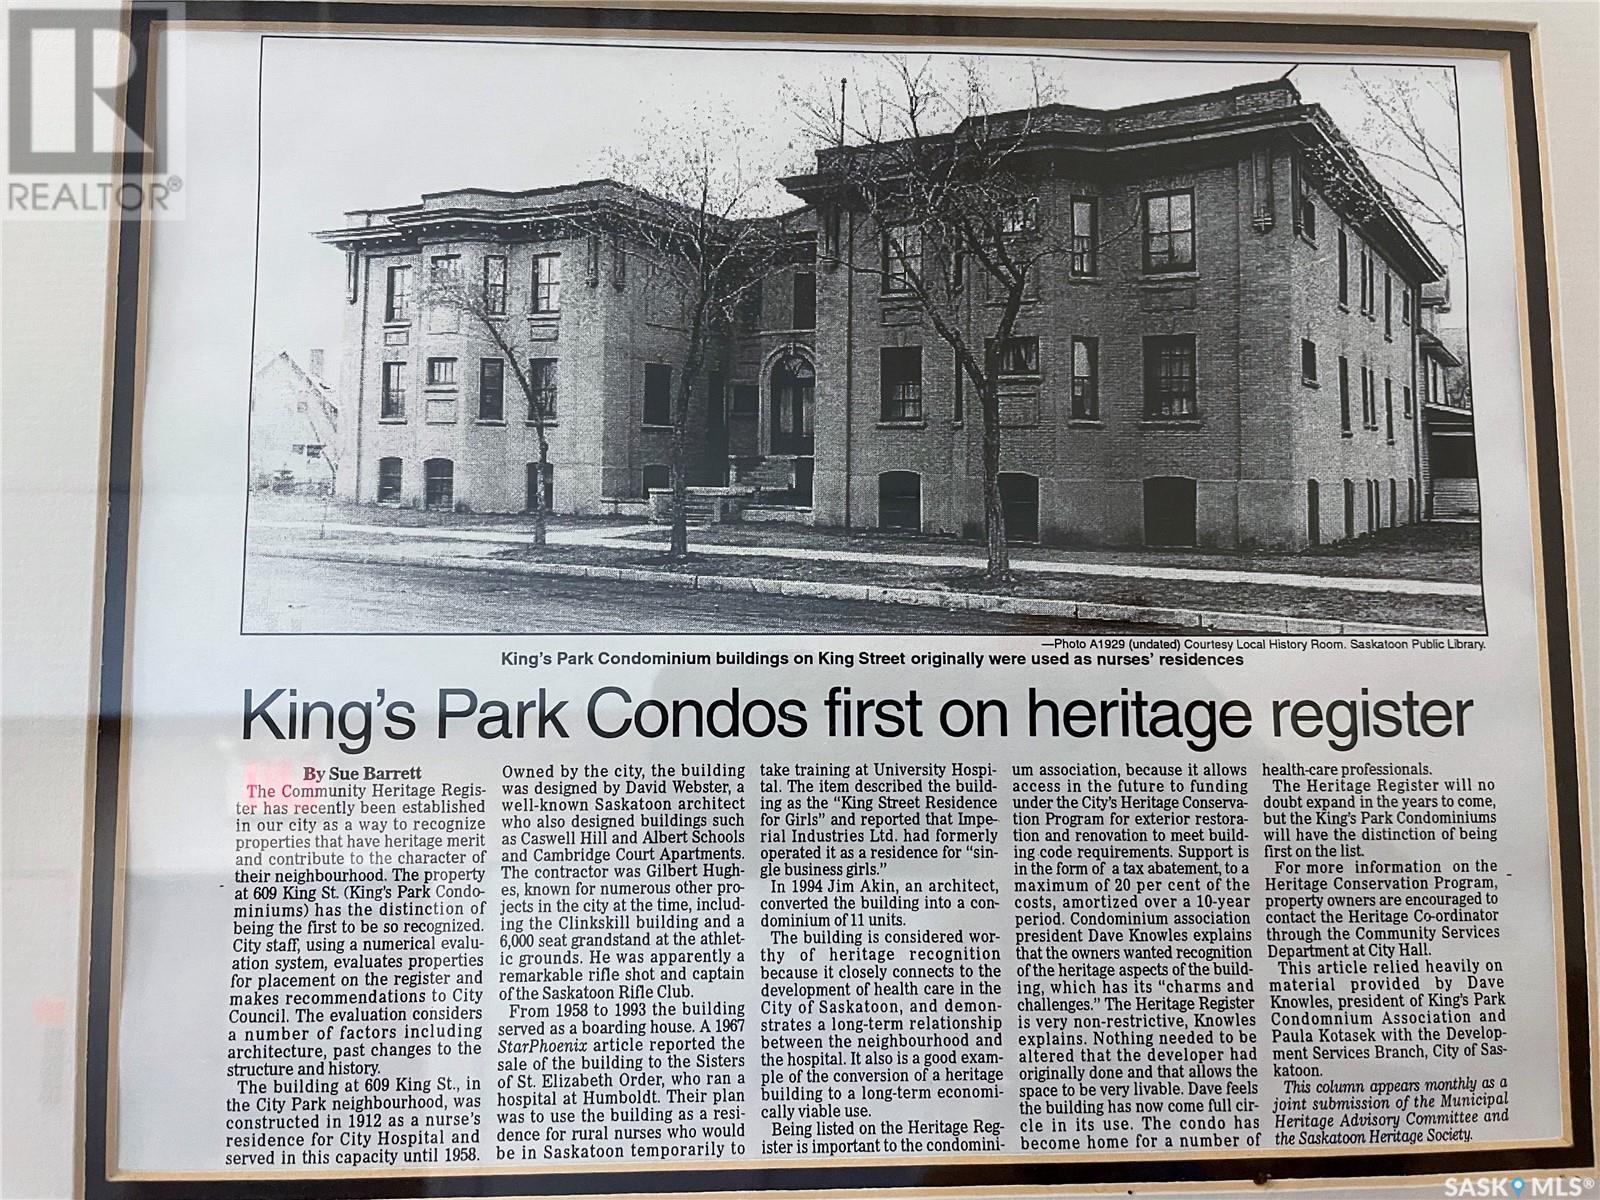 REALTOR®
—Photo A1929 (undated) Courtesy Local History Room. Saskatoon Public Library.
King's Park Condominium buildings on King Street originally were used as nurses' residences
King's Park Condos first on heritage register
By Sue Barrett
The Community Heritage Regis-
ter has recently been established
in our city as a way to recognize
properties that have heritage merit
and contribute to the character of
their neighbourhood. The property
at 609 King St. (King's Park Condo-
miniums) has the distinction of
being the first to be so recognized.
City staff, using a numerical evalu-
ation system, evaluates properties
for placement on the register and
makes recommendations to City
Council. The evaluation considers
a number of factors including
architecture, past changes to the
structure and history.
The building at 609 King St., in
the City Park neighbourhood, was
constructed in 1912 as a nurse's
residence for City Hospital and
served in this capacity until 1958.
Owned by the city, the building
was designed by David Webster, a
well-known Saskatoon architect
who also designed buildings such
as Caswell Hill and Albert Schools
and Cambridge Court Apartments.
The contractor was Gilbert Hugh-
es, known for numerous other pro-
jects in the city at the time, includ-
ing the Clinkskill building and a
6,000 seat grandstand at the athlet-
ic grounds. He was apparently a
remarkable rifle shot and captain
of the Saskatoon Rifle Club.
From 1958 to 1993 the building
served as a boarding house. A 1967
StarPhoenix article reported the
sale of the building to the Sisters
of St. Elizabeth Order, who ran a
hospital at Humboldt. Their plan
was to use the building as a resi-
dence for rural nurses who would
be in Saskatoon temporarily to
take training at University Hospi-
tal. The item described the build-
ing as the "King Street Residence
for Girls" and reported that Impe-
rial Industries Ltd. had formerly
operated it as a residence for "sin-
gle business girls."
In 1994 Jim Akin, an architect,
converted the building into a con-
dominium of 11 units.
The building is considered wor-
thy of heritage recognition
because it closely connects to the
development of health care in the
City of Saskatoon, and demon-
strates a long-term relationship
between the neighbourhood and
the hospital. It also is a good exam-
ple of the conversion of a heritage
building to a long-term economi-
cally viable use.
Being listed on the Heritage Reg-
ister is important to the condomini-
um association, because it allows
access in the future to funding
under the City's Heritage Conserva-
tion Program for exterior restora-
tion and renovation to meet build-
ing code requirements. Support is
in the form of a tax abatement, to a
maximum of 20 per cent of the
costs, amortized over a 10-year
period. Condominium association
president Dave Knowles explains
that the owners wanted recognition
of the heritage aspects of the build-
ing, which has its "charms and
challenges." The Heritage Register
is very non-restrictive, Knowles
explains. Nothing needed to be
altered that the developer had
originally done and that allows the
space to be very livable. Dave feels
the building has now come full cir-
cle in its use. The condo has
become home for a number of
health-care professionals.
The Heritage Register will no
doubt expand in the years to come,
but the King's Park Condominiums
will have the distinction of being
first on the list.
For more information on the
Heritage Conservation Program,
property owners are encouraged to
contact the Heritage Co-ordinator
through the Community Services
Department at City Hall.
This article relied heavily on
material provided by Dave
Knowles, president of King's Park
Condomnium Association and
Paula Kotasek with the Develop-
ment Services Branch, City of Sas-
katoon.
This column appears monthly as a
joint submission of the Municipal
Heritage Advisory Committee and
the Saskatoon Heritage Society.
SASK MLS®